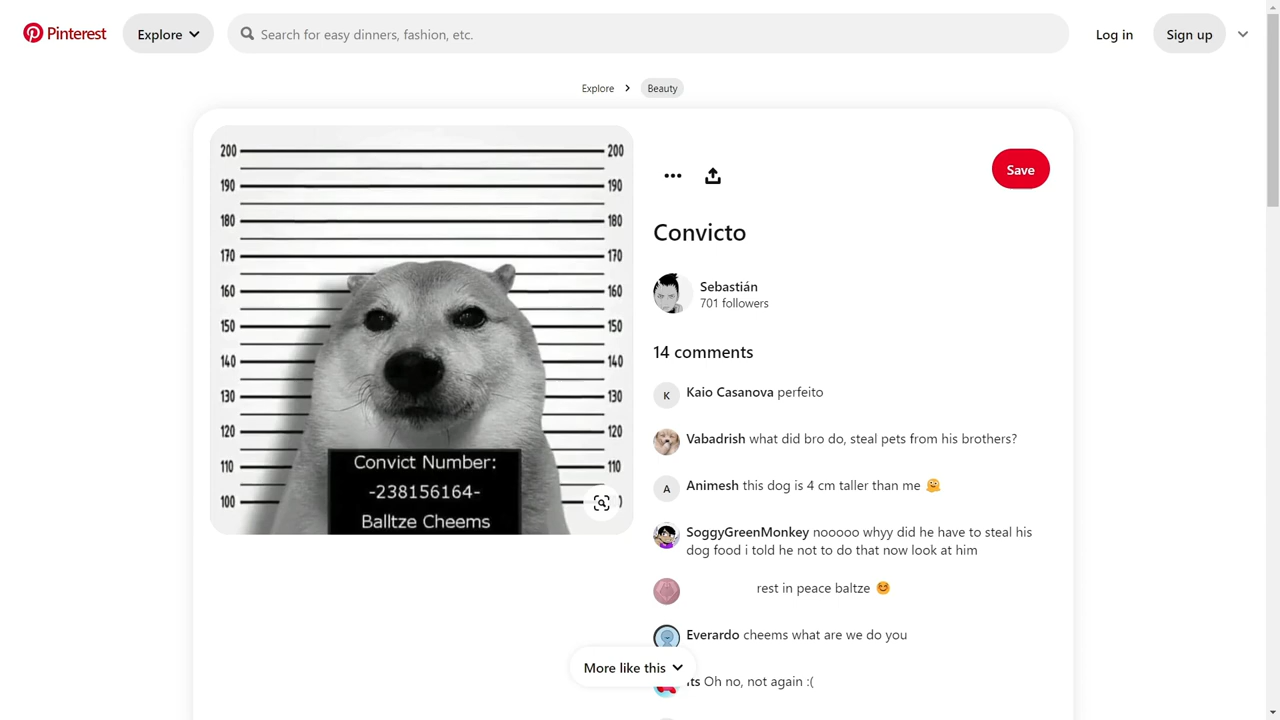 Pinterest
Explore
Search for easy dinners, fashion, etc.
Log in
Sign up
Explore
Beauty
200 200
190 190
180 180
170 170
160 160
150 150
140 140
130 130
120 120
110 110
100
Convict Number:
-238156164-
Balltze Cheems
Save
Convicto
Sebastián
701 followers
14 comments
K
Kaio Casanova perfeito
Vabadrish what did bro do, steal pets from his brothers?
A
Animesh this dog is 4 cm taller than me 🤗
SoggyGreenMonkey nooooo whyy did he have to steal his
dog food i told he not to do that now look at him
rest in peace baltze 😊
Everardo cheems what are we do you
More like this
Its Oh no, not again :(